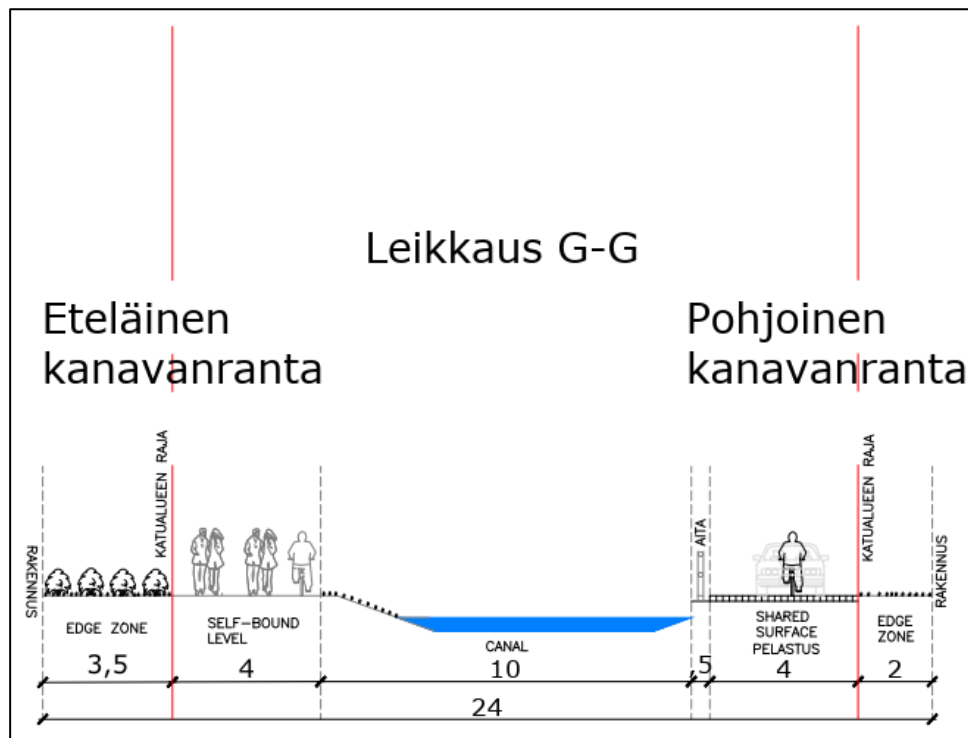 Leikkaus G-G
Eteläinen
kanavanranta
Pohjoinen
kanavanranta
RAKENNUS
KATUALUEEN RAJA
AITA
KATUALUEEN RAJA
RAKENNUS
EDGE ZONE
SELF-BOUND
LEVEL
CANAL
SHARED
SURFACE
PELASTUS
EDGE
ZONE
3,5
4
10
,5
4
2
24